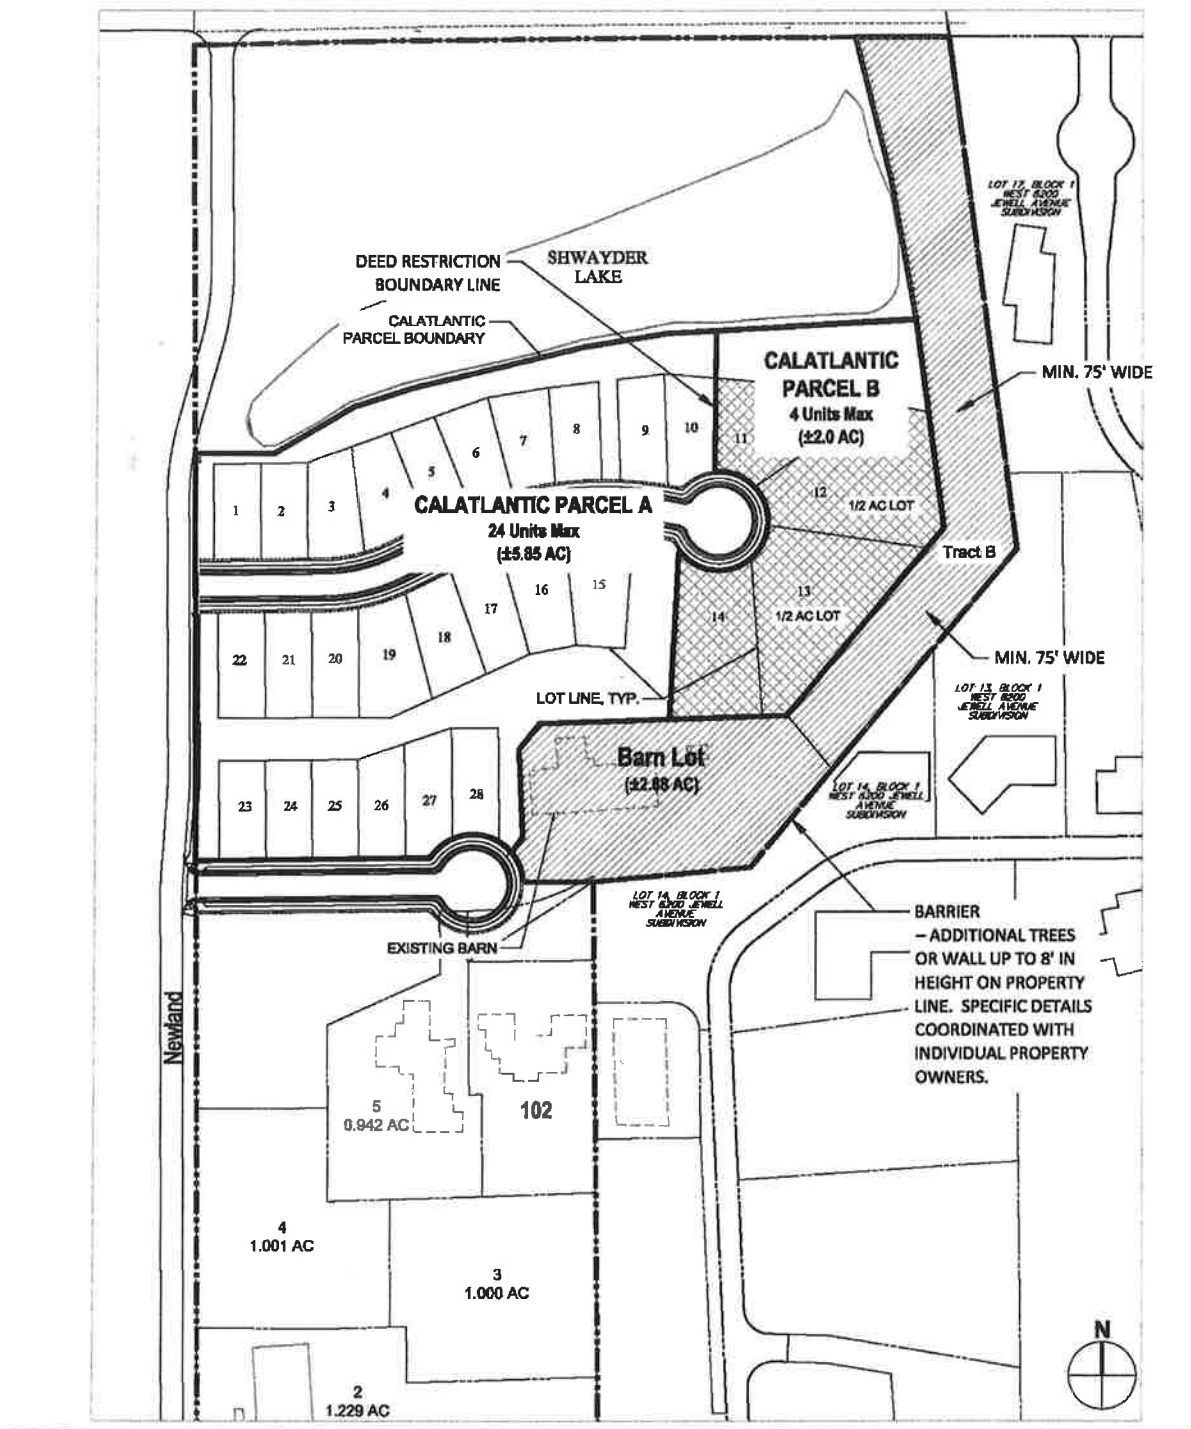 LOT 17, BLOCK 1
WEST 6200
JEWELL AVENUE
SUBDIVISION
DEED RESTRICTION
BOUNDARY LINE
SHWAYDER
LAKE
CALATLANTIC
PARCEL BOUNDARY
CALATLANTIC
PARCEL B
4 Units Max
(±2.0 AC)
MIN. 75' WIDE
1
2
3
4
5
6
7
8
9
10
11
12
1/2 AC LOT
CALATLANTIC PARCEL A
24 Units Max
(±5.85 AC)
Tract B
13
1/2 AC LOT
14
15
16
17
18
19
20
21
22
MIN. 75' WIDE
LOT LINE, TYP.
LOT 13, BLOCK 1
WEST 6200
JEWELL AVENUE
SUBDIVISION
Barn Lot
(±2.68 AC)
23
24
25
26
27
28
LOT 14, BLOCK 1
WEST 6200 JEWELL
AVENUE
SUBDIVISION
LOT 14, BLOCK 1
WEST 6200 JEWELL
AVENUE
SUBDIVISION
EXISTING BARN
BARRIER
– ADDITIONAL TREES
OR WALL UP TO 8' IN
HEIGHT ON PROPERTY
LINE. SPECIFIC DETAILS
COORDINATED WITH
INDIVIDUAL PROPERTY
OWNERS.
Newland
5
0.942 AC
102
4
1.001 AC
3
1.000 AC
2
1.229 AC
N